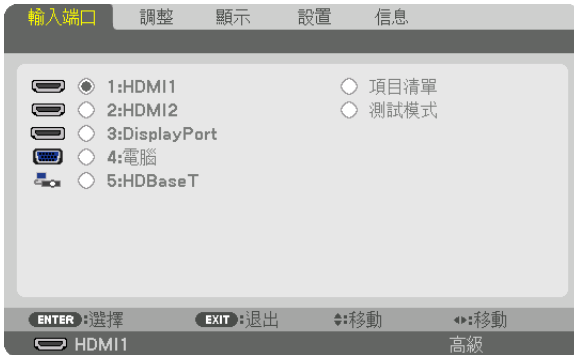 輸入端口 調整 顯示 設置 信息
1:HDMI1 項目清單
2:HDMI2 測試模式
3:DisplayPort
4:電腦
5:HDBaseT
ENTER:選擇 EXIT:退出 :移動 :移動
HDMI1 高級